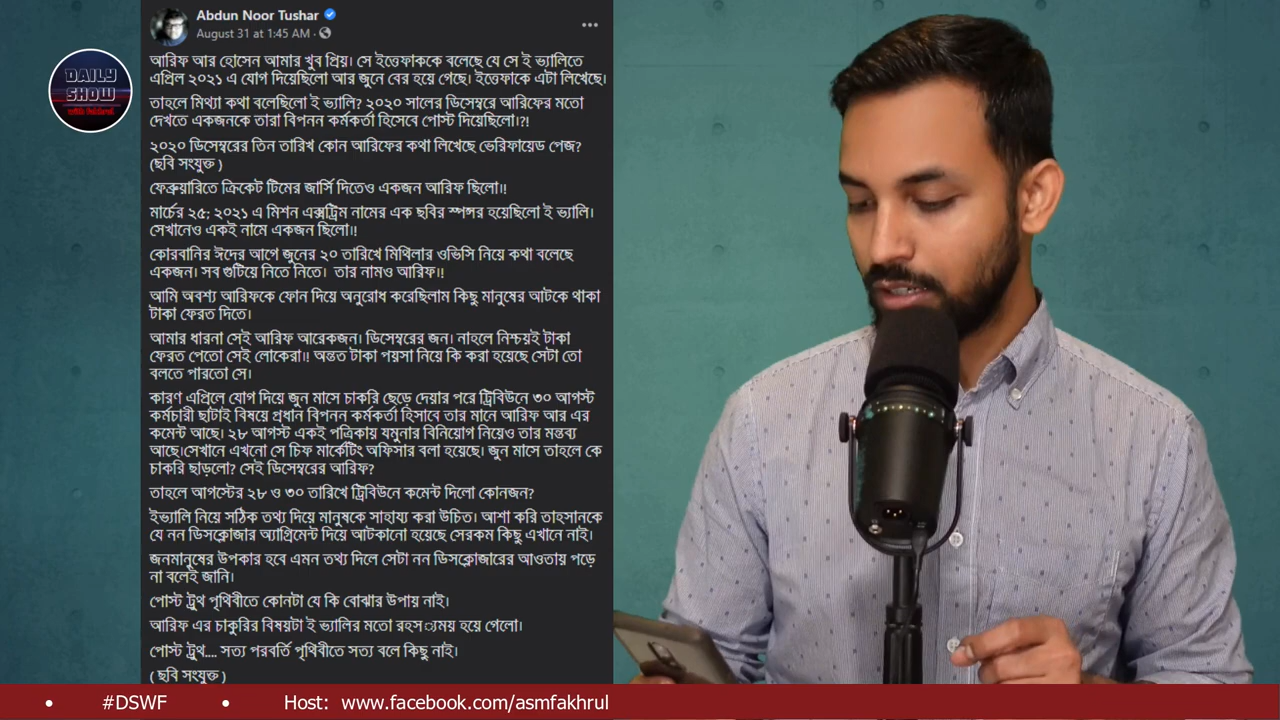 Abdun Noor Tushar
August 31 at 1:45 AM ·
আরিফ আর হোসেন আমার খুব প্রিয়। সে ইত্তেফাককে বলেছে যে সে ই ভ্যালিতে
এপ্রিল ২০২১ এ যোগ দিয়েছিলো আর জুনে বের হয়ে গেছে। ইত্তেফাকে এটা লিখেছে।
তাহলে মিথ্যা কথা বলেছিলো ই ভ্যালি? ২০২০ সালের ডিসেম্বরে আরিফের মতো
দেখতে একজনকে তারা বিপনন কর্মকর্তা হিসেবে পোস্ট দিয়েছিলো।?!
২০২০ ডিসেম্বরের তিন তারিখ কোন আরিফের কথা লিখেছে ভেরিফায়েড পেজ?
(ছবি সংযুক্ত )
ফেব্রুয়ারিতে ক্রিকেট টিমের জার্সি দিতেও একজন আরিফ ছিলো।!
মার্চের ২৫; ২০২১ এ মিশন এক্সট্রিম নামের এক ছবির স্পন্সর হয়েছিলো ই ভ্যালি।
সেখানেও একই নামে একজন ছিলো।!
কোরবানির ঈদের আগে জুনের ২০ তারিখে মিথিলার ওভিসি নিয়ে কথা বলেছে
একজন। সব গুটিয়ে নিতে নিতে।  তার নামও আরিফ।!
আমি অবশ্য আরিফকে ফোন দিয়ে অনুরোধ করেছিলাম কিছু মানুষের আটকে থাকা
টাকা ফেরত দিতে।
আমার ধারনা সেই আরিফ আরেকজন। ডিসেম্বরের জন। নাহলে নিশ্চয়ই টাকা
ফেরত পেতো সেই লোকেরা।! অন্তত টাকা পয়সা নিয়ে কি করা হয়েছে সেটা তো
বলতে পারতো সে।
কারণ এপ্রিলে যোগ দিয়ে জুন মাসে চাকরি ছেড়ে দেয়ার পরে ট্রিবিউনে ৩০ আগস্ট
কর্মচারী ছাটাই বিষয়ে প্রধান বিপনন কর্মকর্তা হিসাবে তার মানে আরিফ আর এর
কমেন্ট আছে। ২৮ আগস্ট একই পত্রিকায় যমুনার বিনিয়োগ নিয়েও তার মন্তব্য
আছে।সেখানে এখনো সে চিফ মার্কেটিং অফিসার বলা হয়েছে। জুন মাসে তাহলে কে
চাকরি ছাড়লো? সেই ডিসেম্বরের আরিফ?
তাহলে আগস্টের ২৮ ও ৩০ তারিখে ট্রিবিউনে কমেন্ট দিলো কোনজন?
ইভ্যালি নিয়ে সঠিক তথ্য দিয়ে মানুষকে সাহায্য করা উচিত। আশা করি তাহসানকে
যে নন ডিসক্লোজার অ্যাগ্রিমেন্ট দিয়ে আটকানো হয়েছে সেরকম কিছু এখানে নাই।
জনমানুষের উপকার হবে এমন তথ্য দিলে সেটা নন ডিসক্লোজারের আওতায় পড়ে
না বলেই জানি।
পোস্ট ট্রুথ পৃথিবীতে কোনটা যে কি বোঝার উপায় নাই।
আরিফ এর চাকুরির বিষয়টা ই ভ্যালির মতো রহস্যময় হয়ে গেলো।
পোস্ট ট্রুথ.... সত্য পরবর্তি পৃথিবীতে সত্য বলে কিছু নাই।
( ছবি সংযুক্ত )
DAILY
SHOW
• #DSWF • Host: www.facebook.com/asmfakhrul